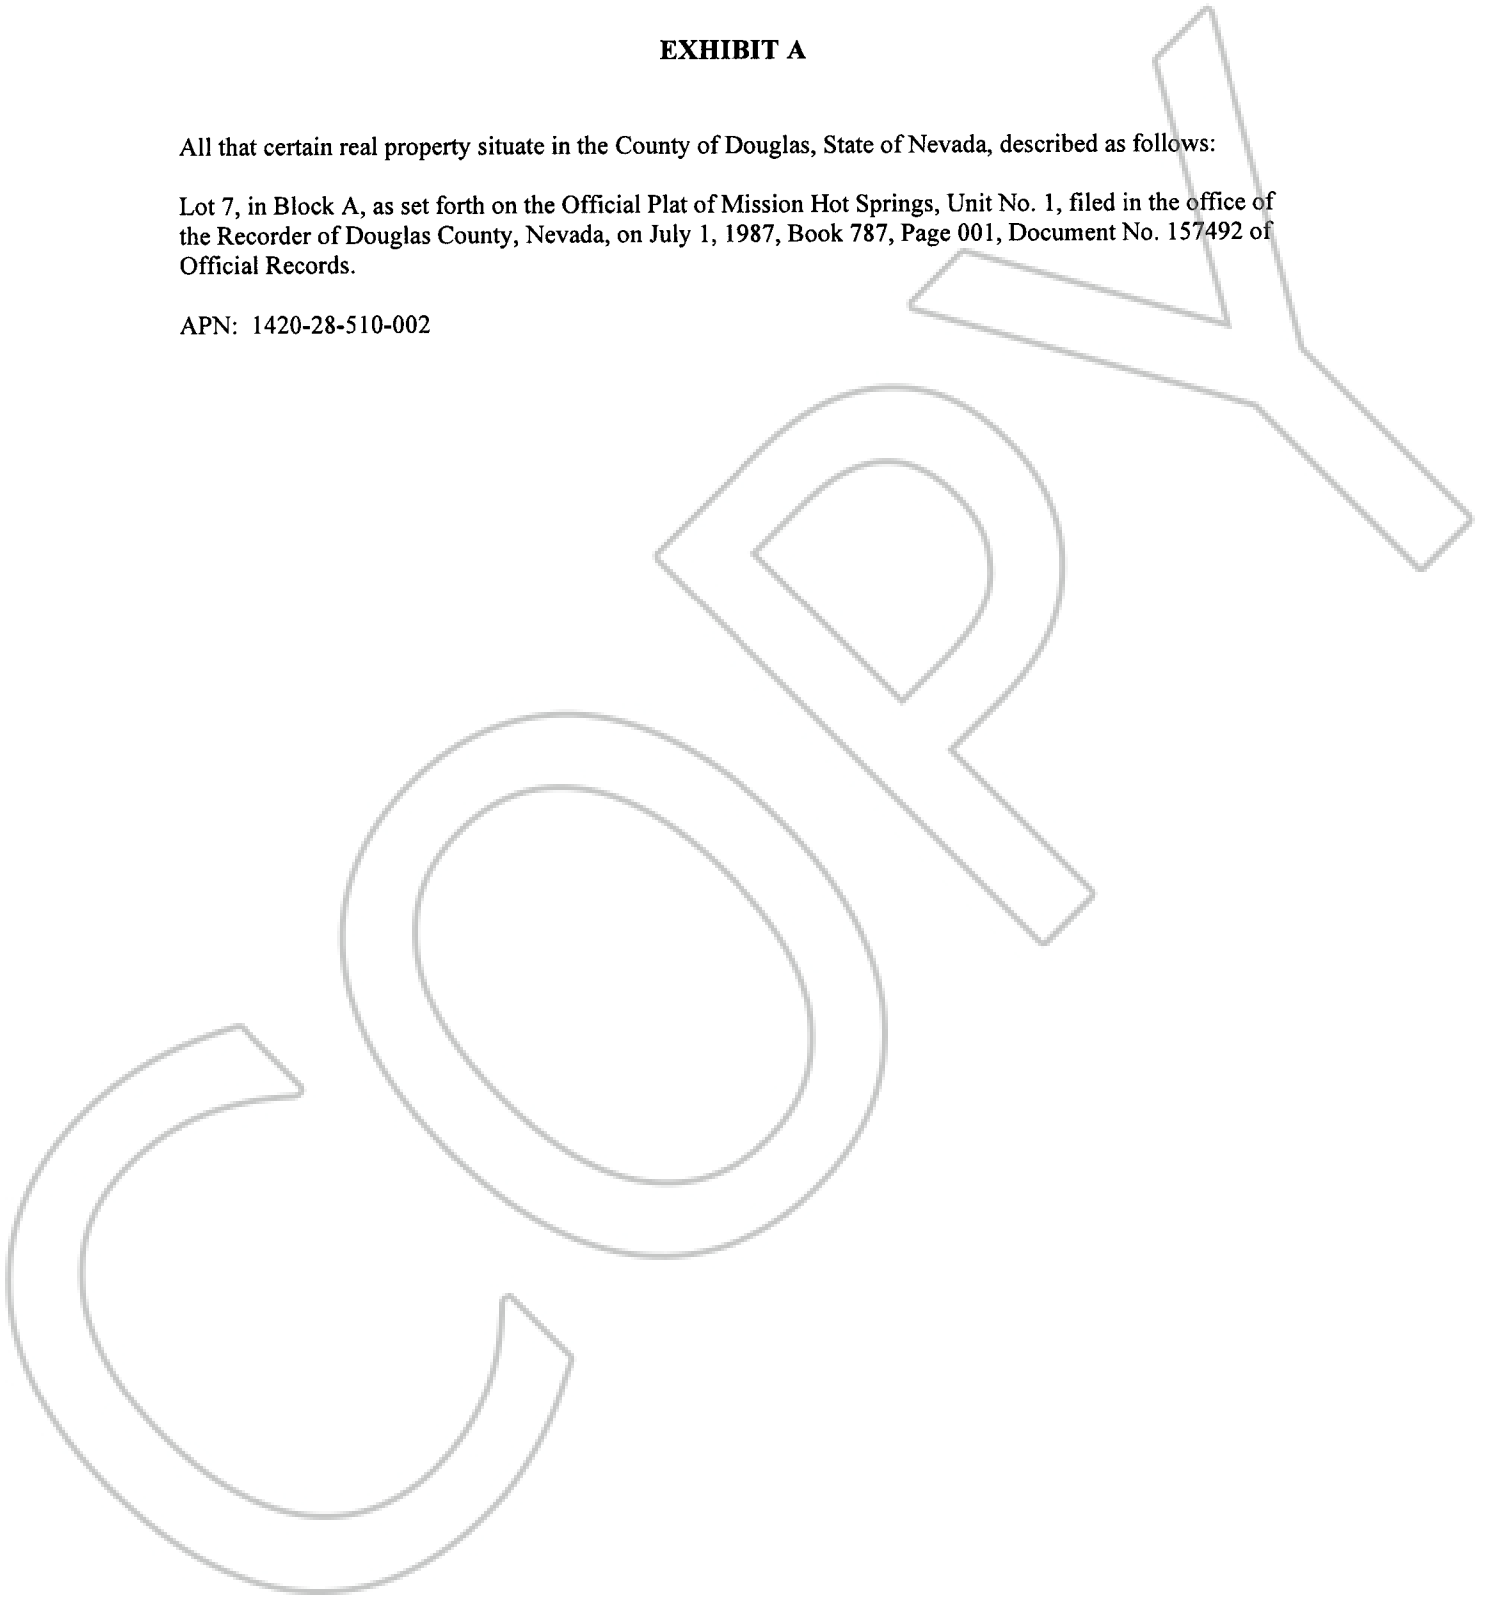 EXHIBIT A
All that certain real property situate in the County of Douglas, State of Nevada, described as follows:
Lot 7, in Block A, as set forth on the Official Plat of Mission Hot Springs, Unit No. 1, filed in the office of
the Recorder of Douglas County, Nevada, on July 1, 1987, Book 787, Page 001, Document No. 157492 of
Official Records.
APN: 1420-28-510-002
COPY